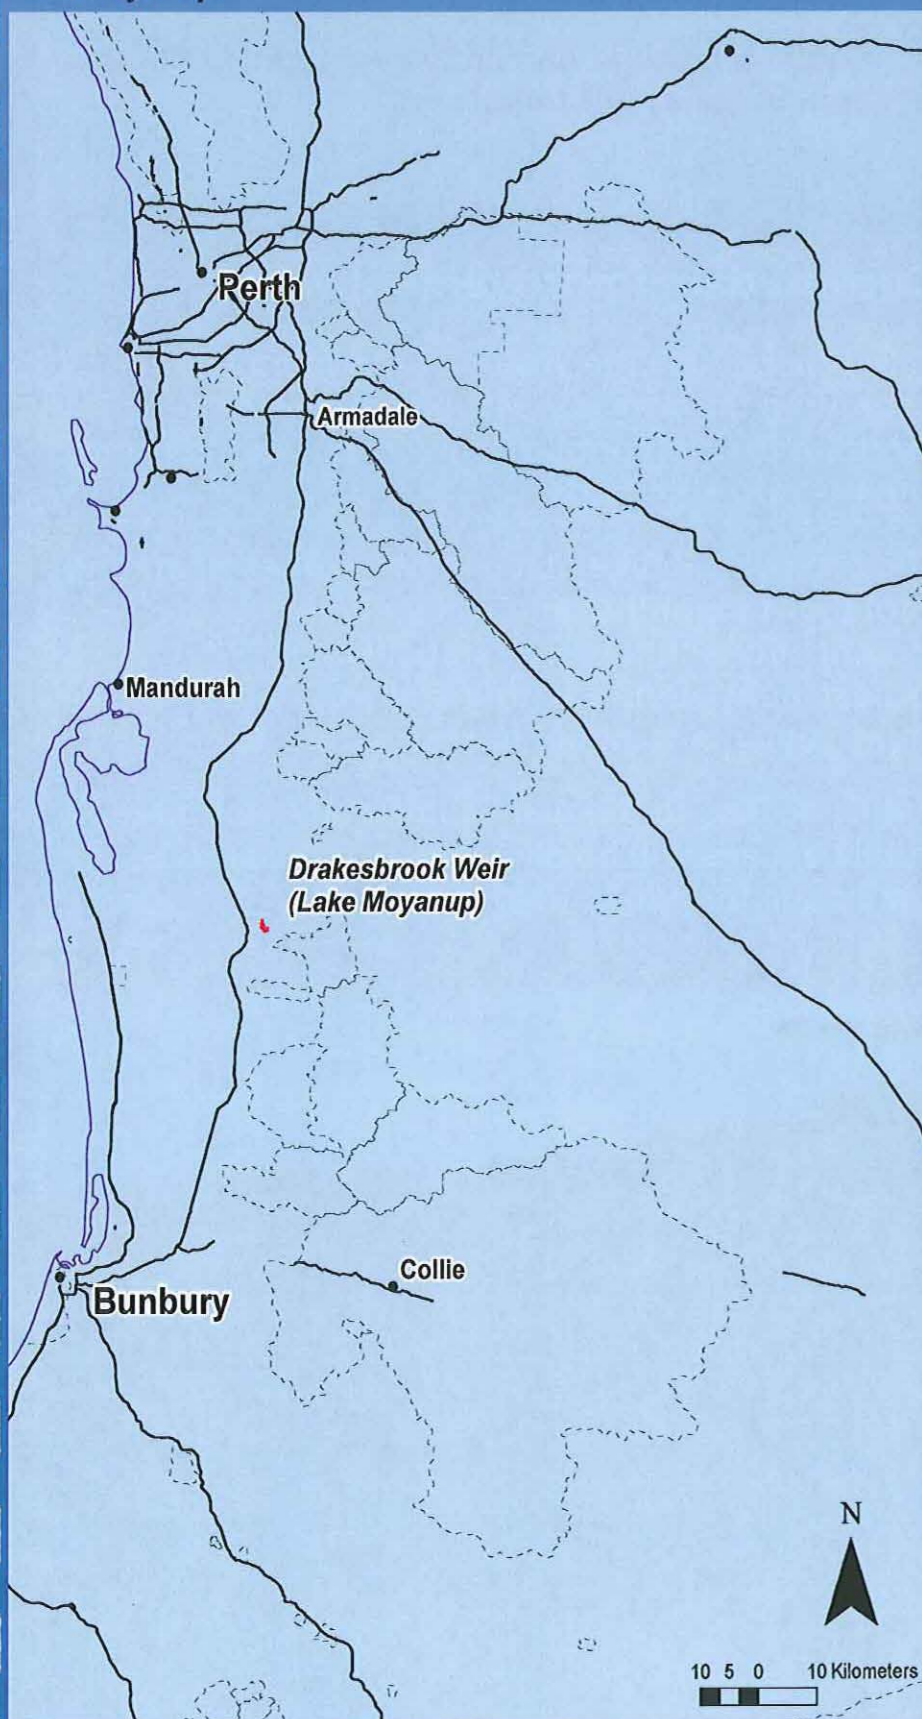 Perth
Armadale
Mandurah
Drakesbrook Weir
(Lake Moyanup)
Collie
Bunbury
N
10 5 0 10 Kilometers